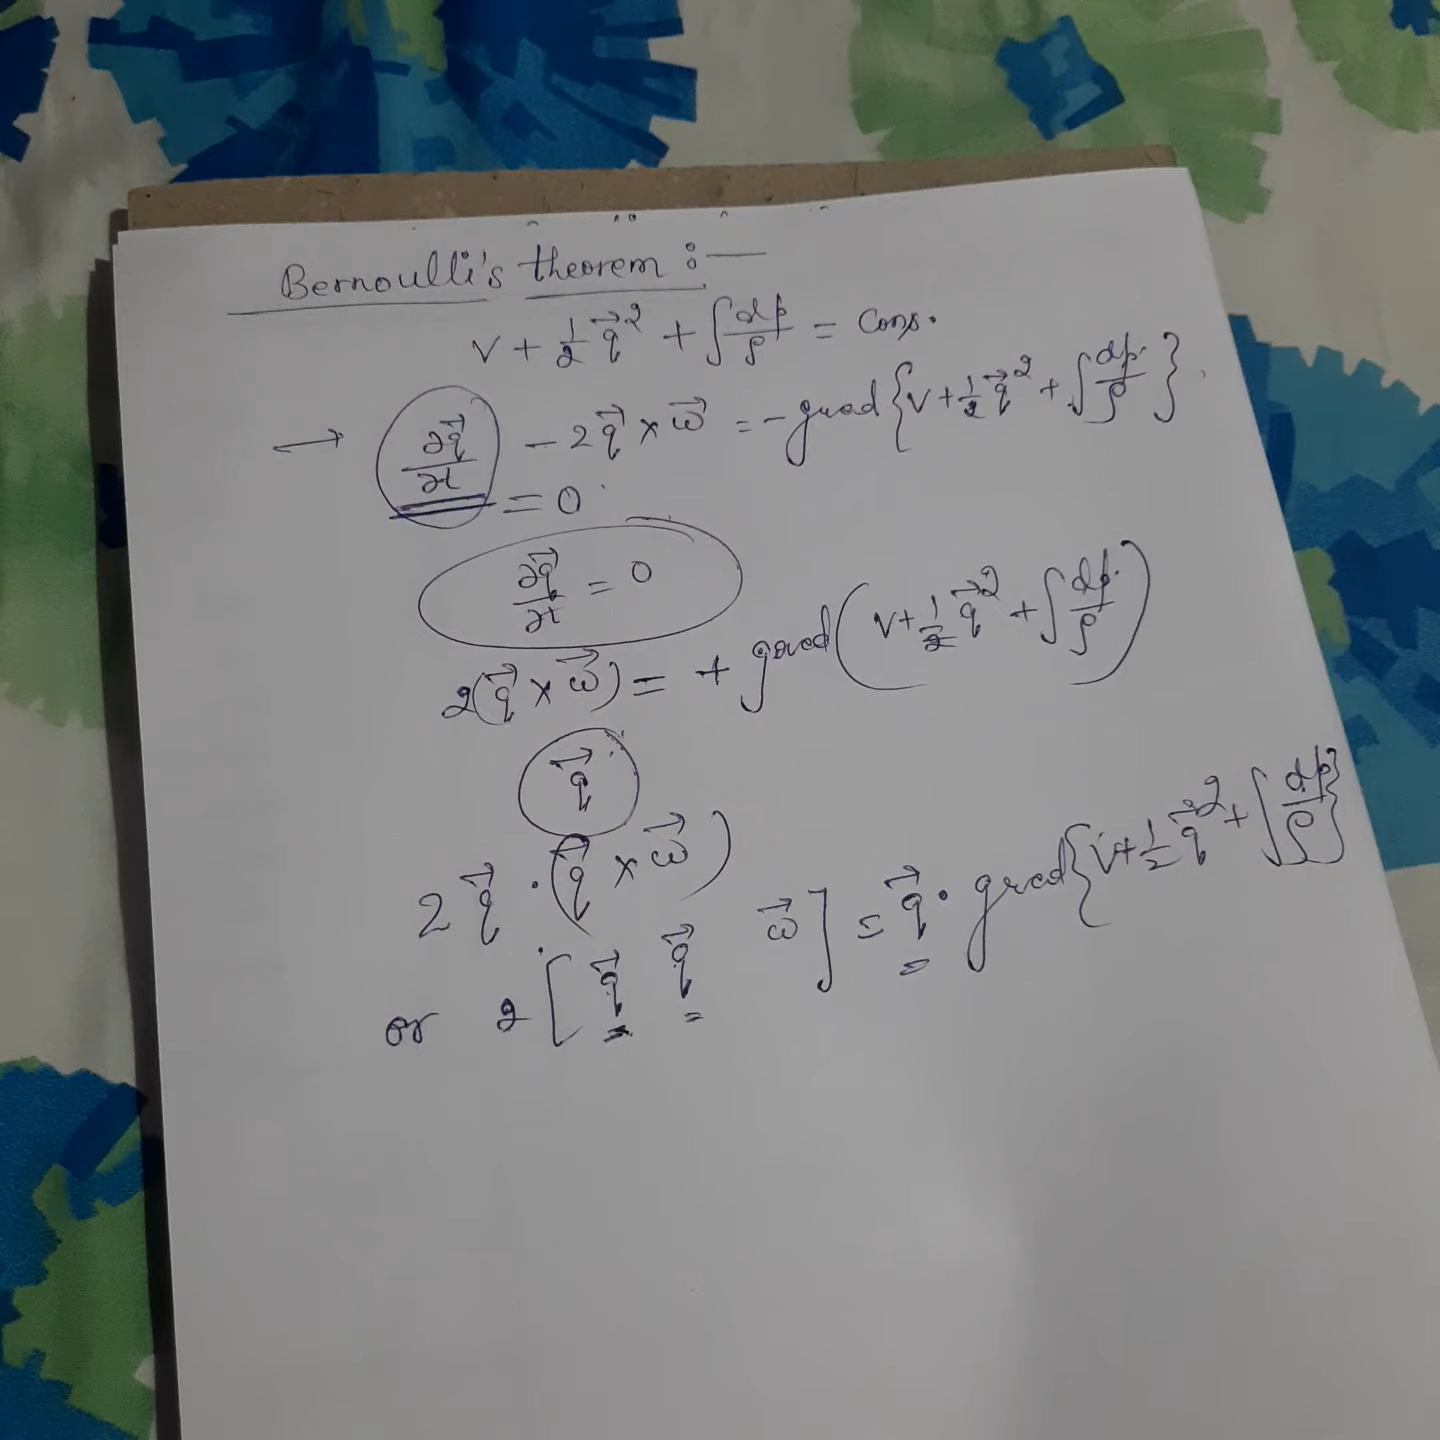 Bernoulli's theorem :—
V + 1/2 q⃗² + ∫ dp/ρ = Cons.
→ ∂q⃗/∂t − 2q⃗ × ω⃗ = − grad { V + 1/2 q⃗² + ∫ dp/ρ }
= 0
∂q⃗/∂t = 0
2(q⃗ × ω⃗) = + grad ( V + 1/2 q⃗² + ∫ dp/ρ )
q⃗
2 q⃗ · (q⃗ × ω⃗)
or 2 [ q⃗ q⃗ ω⃗ ] = q⃗ · grad { V + 1/2 q⃗² + ∫ dp/ρ }